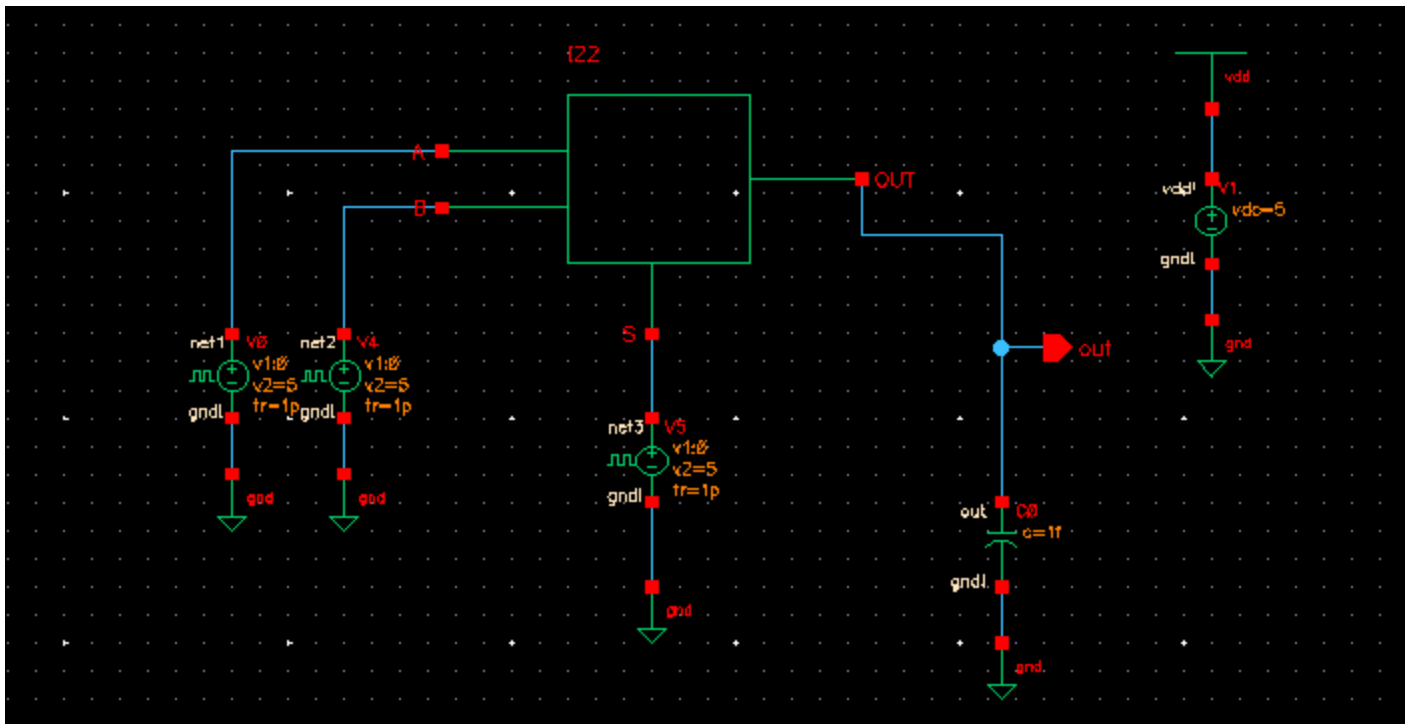 I22
vdd
A
OUT
vdd!
V1
B
vdc=5
gnd!
S
net1
V0
net2
V4
out
gnd
v1:0
v1:0
v2=5
v2=5
tr=1p
tr=1p
gnd!
gnd!
net3
V5
v1:0
v2=5
gnd
gnd
gnd!
tr=1p
out
C0
c=1f
gnd!
gnd
gnd